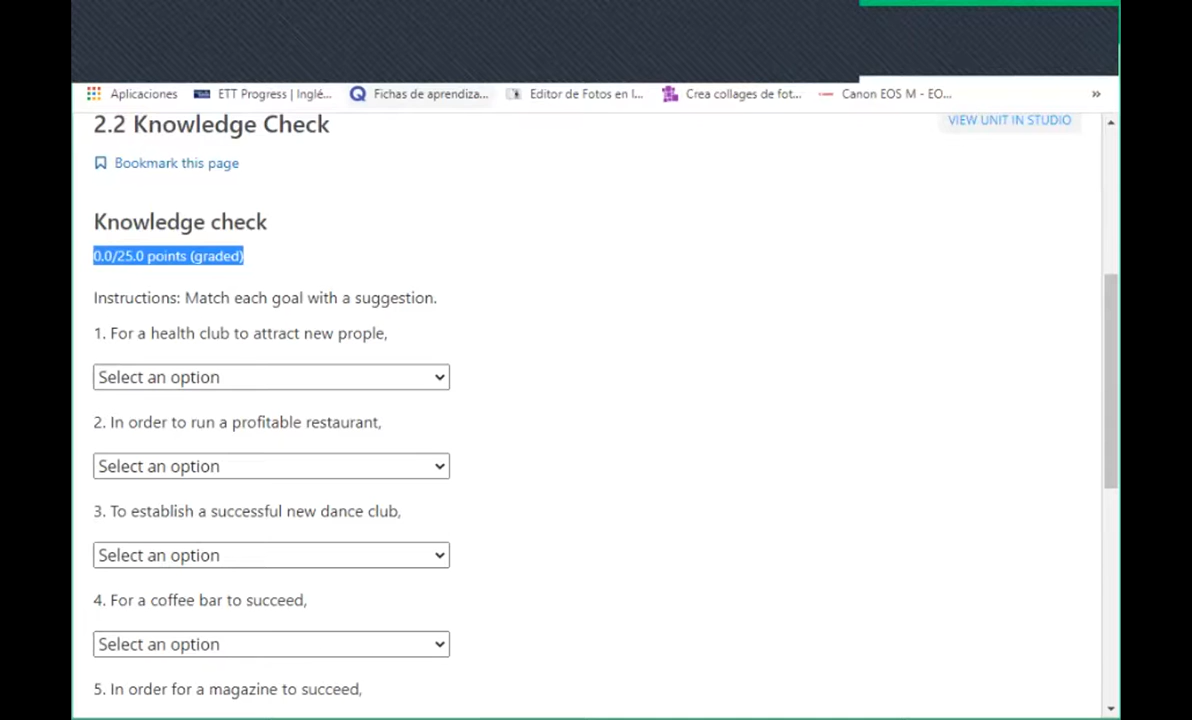 Aplicaciones ETT Progress | Inglé... Fichas de aprendiza... Editor de Fotos en l... Crea collages de fot... Canon EOS M - EO... »
2.2 Knowledge Check
VIEW UNIT IN STUDIO
Bookmark this page
Knowledge check
0.0/25.0 points (graded)
Instructions: Match each goal with a suggestion.
1. For a health club to attract new prople,
Select an option
2. In order to run a profitable restaurant,
Select an option
3. To establish a successful new dance club,
Select an option
4. For a coffee bar to succeed,
Select an option
5. In order for a magazine to succeed,